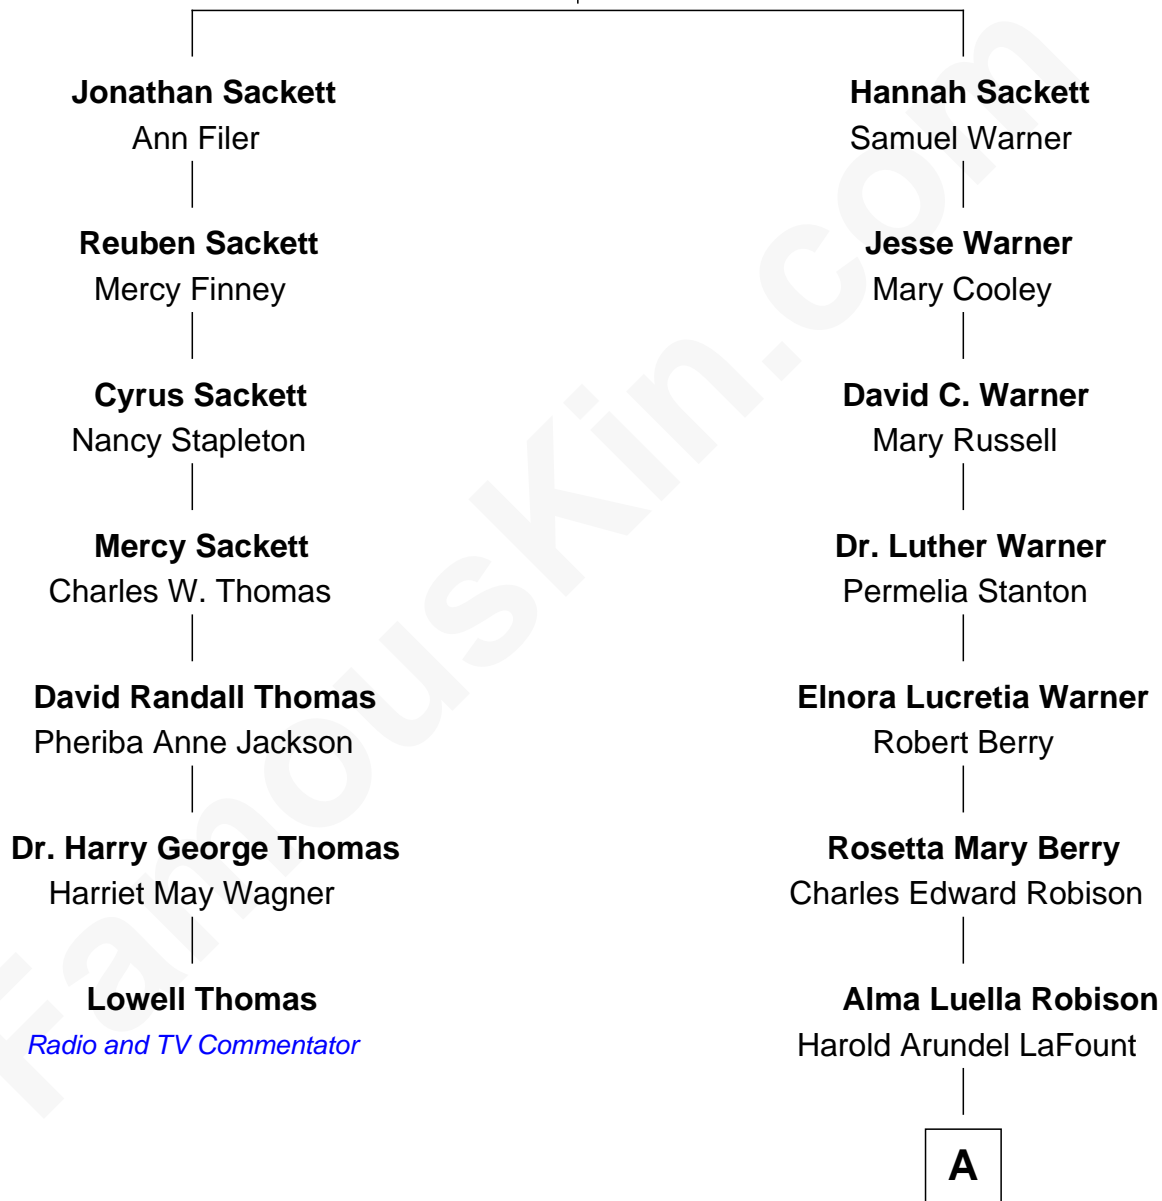 Jonathan Sackett
Ann Filer
Hannah Sackett
Samuel Warner
Reuben Sackett
Mercy Finney
Jesse Warner
Mary Cooley
Cyrus Sackett
Nancy Stapleton
David C. Warner
Mary Russell
Mercy Sackett
Charles W. Thomas
Dr. Luther Warner
Permelia Stanton
David Randall Thomas
Pheriba Anne Jackson
Elnora Lucretia Warner
Robert Berry
Dr. Harry George Thomas
Harriet May Wagner
Rosetta Mary Berry
Charles Edward Robison
Lowell Thomas
Radio and TV Commentator
Alma Luella Robison
Harold Arundel LaFount
A
FamousKin.com